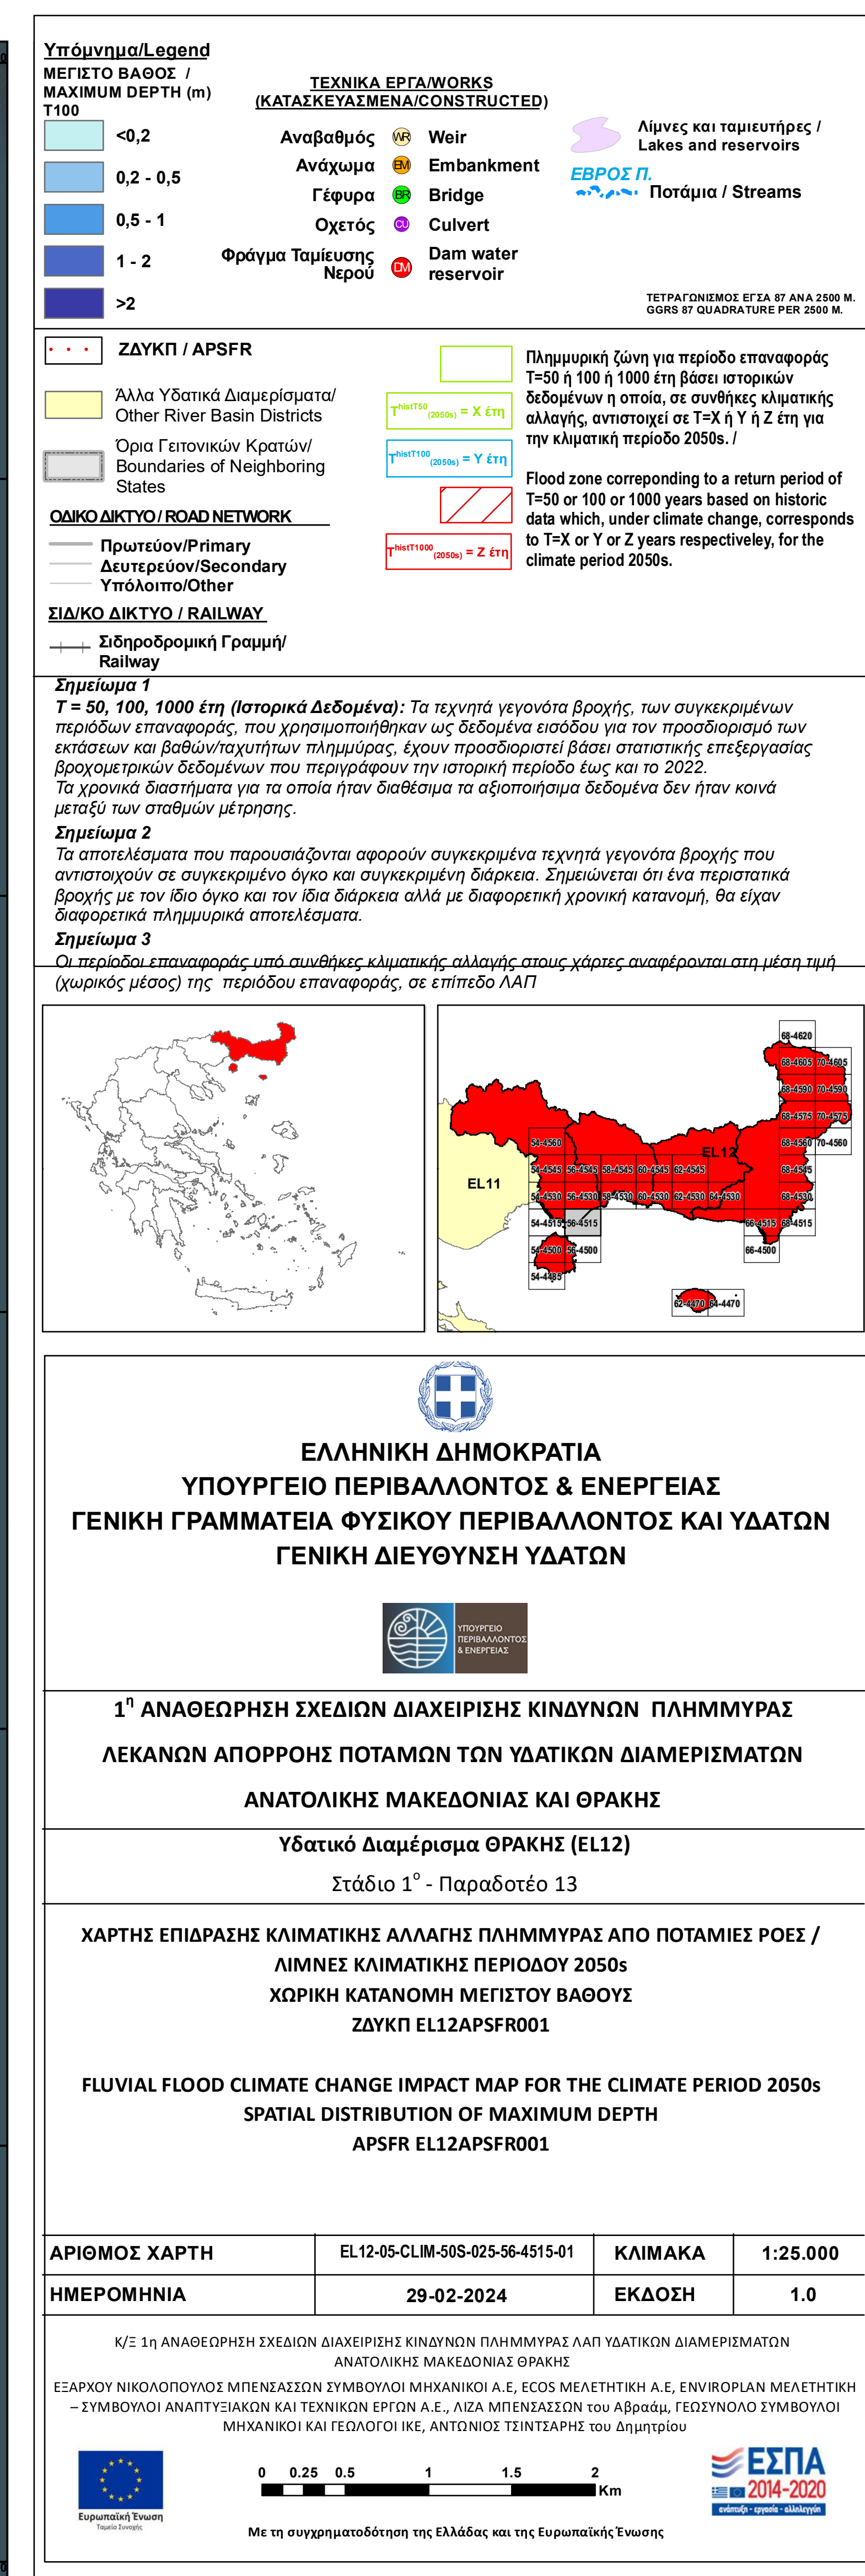 Υπόμνημα/Legend
ΜΕΓΙΣΤΟ ΒΑΘΟΣ /
MAXIMUM DEPTH (m)
T100
<0,2
0,2 - 0,5
0,5 - 1
1 - 2
>2
ΤΕΧΝΙΚΑ ΕΡΓΑ/WORKS
(ΚΑΤΑΣΚΕΥΑΣΜΕΝΑ/CONSTRUCTED)
Αναβαθμός WR Weir
Ανάχωμα EM Embankment
Γέφυρα BR Bridge
Οχετός CU Culvert
Φράγμα Ταμίευσης
Νερού
DM
Dam water
reservoir
Λίμνες και ταμιευτήρες /
Lakes and reservoirs
ΕΒΡΟΣ Π.
Ποτάμια / Streams
ΤΕΤΡΑΓΩΝΙΣΜΟΣ ΕΓΣΑ 87 ΑΝΑ 2500 Μ.
GGRS 87 QUADRATURE PER 2500 M.
ΖΔΥΚΠ / APSFR
Άλλα Υδατικά Διαμερίσματα/
Other River Basin Districts
Όρια Γειτονικών Κρατών/
Boundaries of Neighboring
States
ΟΔΙΚΟ ΔΙΚΤΥΟ / ROAD NETWORK
Πρωτεύον/Primary
Δευτερεύον/Secondary
Υπόλοιπο/Other
ΣΙΔ/ΚΟ ΔΙΚΤΥΟ / RAILWAY
Σιδηροδρομική Γραμμή/
Railway
T histT50 (2050s) = X έτη
T histT100 (2050s) = Y έτη
T histT1000 (2050s) = Z έτη
Πλημμυρική ζώνη για περίοδο επαναφοράς
Τ=50 ή 100 ή 1000 έτη βάσει ιστορικών
δεδομένων η οποία, σε συνθήκες κλιματικής
αλλαγής, αντιστοιχεί σε Τ=Χ ή Υ ή Ζ έτη για
την κλιματική περίοδο 2050s. /
Flood zone correponding to a return period of
T=50 or 100 or 1000 years based on historic
data which, under climate change, corresponds
to T=X or Y or Z years respectiveley, for the
climate period 2050s.
Σημείωμα 1
Τ = 50, 100, 1000 έτη (Ιστορικά Δεδομένα): Τα τεχνητά γεγονότα βροχής, των συγκεκριμένων
περιόδων επαναφοράς, που χρησιμοποιήθηκαν ως δεδομένα εισόδου για τον προσδιορισμό των
εκτάσεων και βαθών/ταχυτήτων πλημμύρας, έχουν προσδιοριστεί βάσει στατιστικής επεξεργασίας
βροχομετρικών δεδομένων που περιγράφουν την ιστορική περίοδο έως και το 2022.
Τα χρονικά διαστήματα για τα οποία ήταν διαθέσιμα τα αξιοποιήσιμα δεδομένα δεν ήταν κοινά
μεταξύ των σταθμών μέτρησης.
Σημείωμα 2
Τα αποτελέσματα που παρουσιάζονται αφορούν συγκεκριμένα τεχνητά γεγονότα βροχής που
αντιστοιχούν σε συγκεκριμένο όγκο και συγκεκριμένη διάρκεια. Σημειώνεται ότι ένα περιστατικά
βροχής με τον ίδιο όγκο και τον ίδια διάρκεια αλλά με διαφορετική χρονική κατανομή, θα είχαν
διαφορετικά πλημμυρικά αποτελέσματα.
Σημείωμα 3
Οι περίοδοι επαναφοράς υπό συνθήκες κλιματικής αλλαγής στους χάρτες αναφέρονται στη μέση τιμή
(χωρικός μέσος) της περιόδου επαναφοράς, σε επίπεδο ΛΑΠ
68-4620
68-4605 70-4605
68-4590 70-4590
68-4575 70-4575
54-4560 68-4560 70-4560
EL12
EL11
54-4545 56-4545 58-4545 60-4545 62-4545 68-4545
54-4530 56-4530 58-4530 60-4530 62-4530 64-4530 68-4530
54-4515 56-4515 66-4515 68-4515
54-4500 56-4500 66-4500
54-4485
62-4470 64-4470
ΕΛΛΗΝΙΚΗ ΔΗΜΟΚΡΑΤΙΑ
ΥΠΟΥΡΓΕΙΟ ΠΕΡΙΒΑΛΛΟΝΤΟΣ & ΕΝΕΡΓΕΙΑΣ
ΓΕΝΙΚΗ ΓΡΑΜΜΑΤΕΙΑ ΦΥΣΙΚΟΥ ΠΕΡΙΒΑΛΛΟΝΤΟΣ ΚΑΙ ΥΔΑΤΩΝ
ΓΕΝΙΚΗ ΔΙΕΥΘΥΝΣΗ ΥΔΑΤΩΝ
ΥΠΟΥΡΓΕΙΟ
ΠΕΡΙΒΑΛΛΟΝΤΟΣ
& ΕΝΕΡΓΕΙΑΣ
1η ΑΝΑΘΕΩΡΗΣΗ ΣΧΕΔΙΩΝ ΔΙΑΧΕΙΡΙΣΗΣ ΚΙΝΔΥΝΩΝ ΠΛΗΜΜΥΡΑΣ
ΛΕΚΑΝΩΝ ΑΠΟΡΡΟΗΣ ΠΟΤΑΜΩΝ ΤΩΝ ΥΔΑΤΙΚΩΝ ΔΙΑΜΕΡΙΣΜΑΤΩΝ
ΑΝΑΤΟΛΙΚΗΣ ΜΑΚΕΔΟΝΙΑΣ ΚΑΙ ΘΡΑΚΗΣ
Υδατικό Διαμέρισμα ΘΡΑΚΗΣ (EL12)
Στάδιο 1ο - Παραδοτέο 13
ΧΑΡΤΗΣ ΕΠΙΔΡΑΣΗΣ ΚΛΙΜΑΤΙΚΗΣ ΑΛΛΑΓΗΣ ΠΛΗΜΜΥΡΑΣ ΑΠΟ ΠΟΤΑΜΙΕΣ ΡΟΕΣ /
ΛΙΜΝΕΣ ΚΛΙΜΑΤΙΚΗΣ ΠΕΡΙΟΔΟΥ 2050s
ΧΩΡΙΚΗ ΚΑΤΑΝΟΜΗ ΜΕΓΙΣΤΟΥ ΒΑΘΟΥΣ
ΖΔΥΚΠ EL12APSFR001
FLUVIAL FLOOD CLIMATE CHANGE IMPACT MAP FOR THE CLIMATE PERIOD 2050s
SPATIAL DISTRIBUTION OF MAXIMUM DEPTH
APSFR EL12APSFR001
ΑΡΙΘΜΟΣ ΧΑΡΤΗ EL12-05-CLIM-50S-025-56-4515-01 ΚΛΙΜΑΚΑ 1:25.000
ΗΜΕΡΟΜΗΝΙΑ 29-02-2024 ΕΚΔΟΣΗ 1.0
Κ/Ξ 1η ΑΝΑΘΕΩΡΗΣΗ ΣΧΕΔΙΩΝ ΔΙΑΧΕΙΡΙΣΗΣ ΚΙΝΔΥΝΩΝ ΠΛΗΜΜΥΡΑΣ ΛΑΠ ΥΔΑΤΙΚΩΝ ΔΙΑΜΕΡΙΣΜΑΤΩΝ
ΑΝΑΤΟΛΙΚΗΣ ΜΑΚΕΔΟΝΙΑΣ ΘΡΑΚΗΣ
ΕΞΑΡΧΟΥ ΝΙΚΟΛΟΠΟΥΛΟΣ ΜΠΕΝΣΑΣΣΩΝ ΣΥΜΒΟΥΛΟΙ ΜΗΧΑΝΙΚΟΙ Α.Ε, ECOS ΜΕΛΕΤΗΤΙΚΗ Α.Ε, ENVIROPLAN ΜΕΛΕΤΗΤΙΚΗ
– ΣΥΜΒΟΥΛΟΙ ΑΝΑΠΤΥΞΙΑΚΩΝ ΚΑΙ ΤΕΧΝΙΚΩΝ ΕΡΓΩΝ Α.Ε., ΛΙΖΑ ΜΠΕΝΣΑΣΣΩΝ του Αβραάμ, ΓΕΩΣΥΝΟΛΟ ΣΥΜΒΟΥΛΟΙ
ΜΗΧΑΝΙΚΟΙ ΚΑΙ ΓΕΩΛΟΓΟΙ ΙΚΕ, ΑΝΤΩΝΙΟΣ ΤΣΙΝΤΣΑΡΗΣ του Δημητρίου
Ευρωπαϊκή Ένωση
Ταμείο Συνοχής
0 0.25 0.5 1 1.5 2
Km
ΕΣΠΑ
2014-2020
ανάπτυξη - εργασία - αλληλεγγύη
Με τη συγχρηματοδότηση της Ελλάδας και της Ευρωπαϊκής Ένωσης